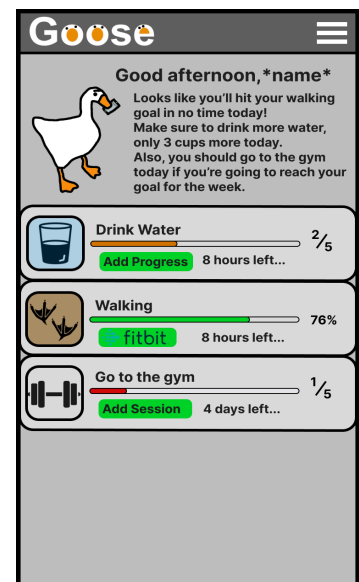 Goose
Good afternoon,*name*
Looks like you'll hit your walking
goal in no time today!
Make sure to drink more water,
only 3 cups more today.
Also, you should go to the gym
today if you're going to reach your
goal for the week.
Drink Water
2/5
Add Progress 8 hours left...
Walking
76%
fitbit 8 hours left...
Go to the gym
1/5
Add Session 4 days left...